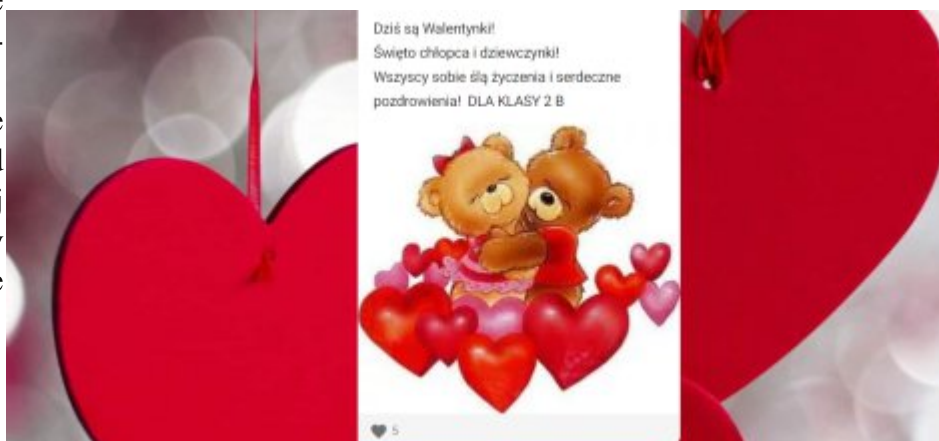 Dziś są Walentynki!
Święto chłopca i dziewczynki!
Wszyscy sobie ślą życzenia i serdeczne
pozdrowienia! DLA KLASY 2 B
5